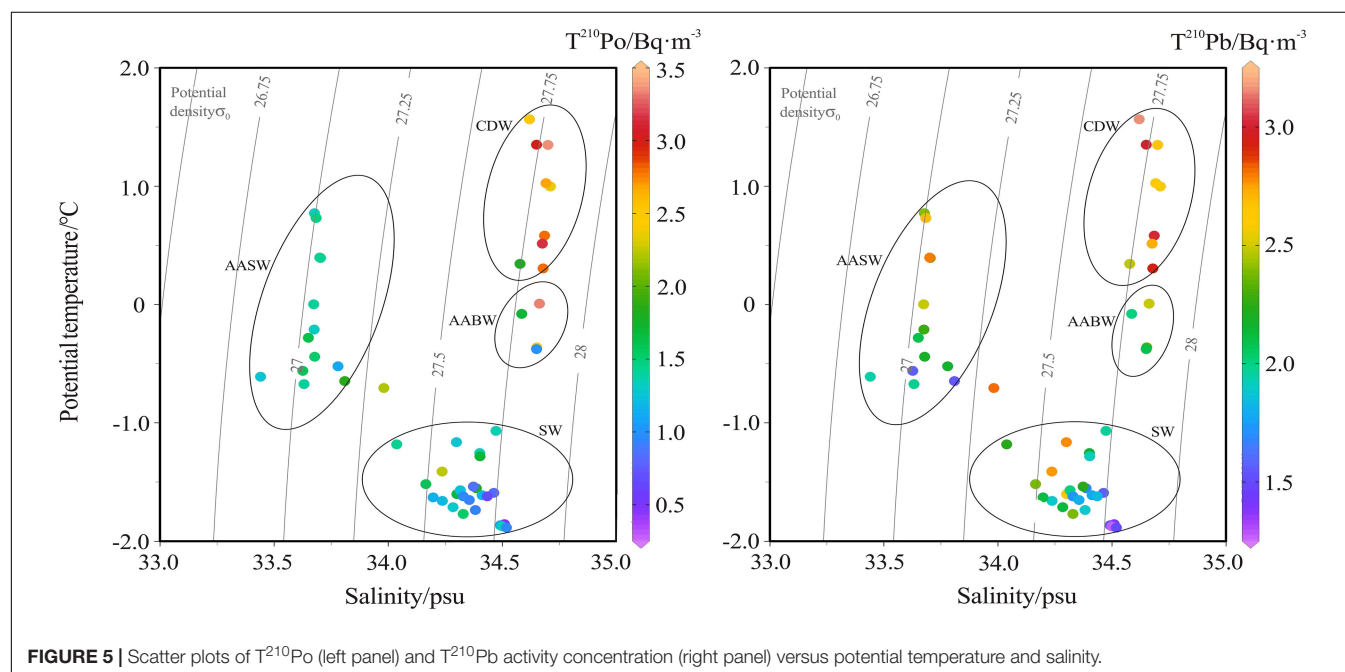 T²¹⁰Po/Bq·m⁻³
2.0
1.0
0
-1.0
-2.0
Potential temperature/°C
33.0
33.5
34.0
34.5
35.0
Salinity/psu
Potential
densityσ₀
26.75
27
27.25
27.5
27.75
28
CDW
AASW
AABW
SW
3.5
3.0
2.5
2.0
1.5
1.0
0.5
T²¹⁰Pb/Bq·m⁻³
2.0
1.0
0
-1.0
-2.0
33.0
33.5
34.0
34.5
35.0
Salinity/psu
Potential
densityσ₀
26.75
27
27.25
27.5
27.75
28
CDW
AASW
AABW
SW
3.0
2.5
2.0
1.5
FIGURE 5 | Scatter plots of T²¹⁰Po (left panel) and T²¹⁰Pb activity concentration (right panel) versus potential temperature and salinity.